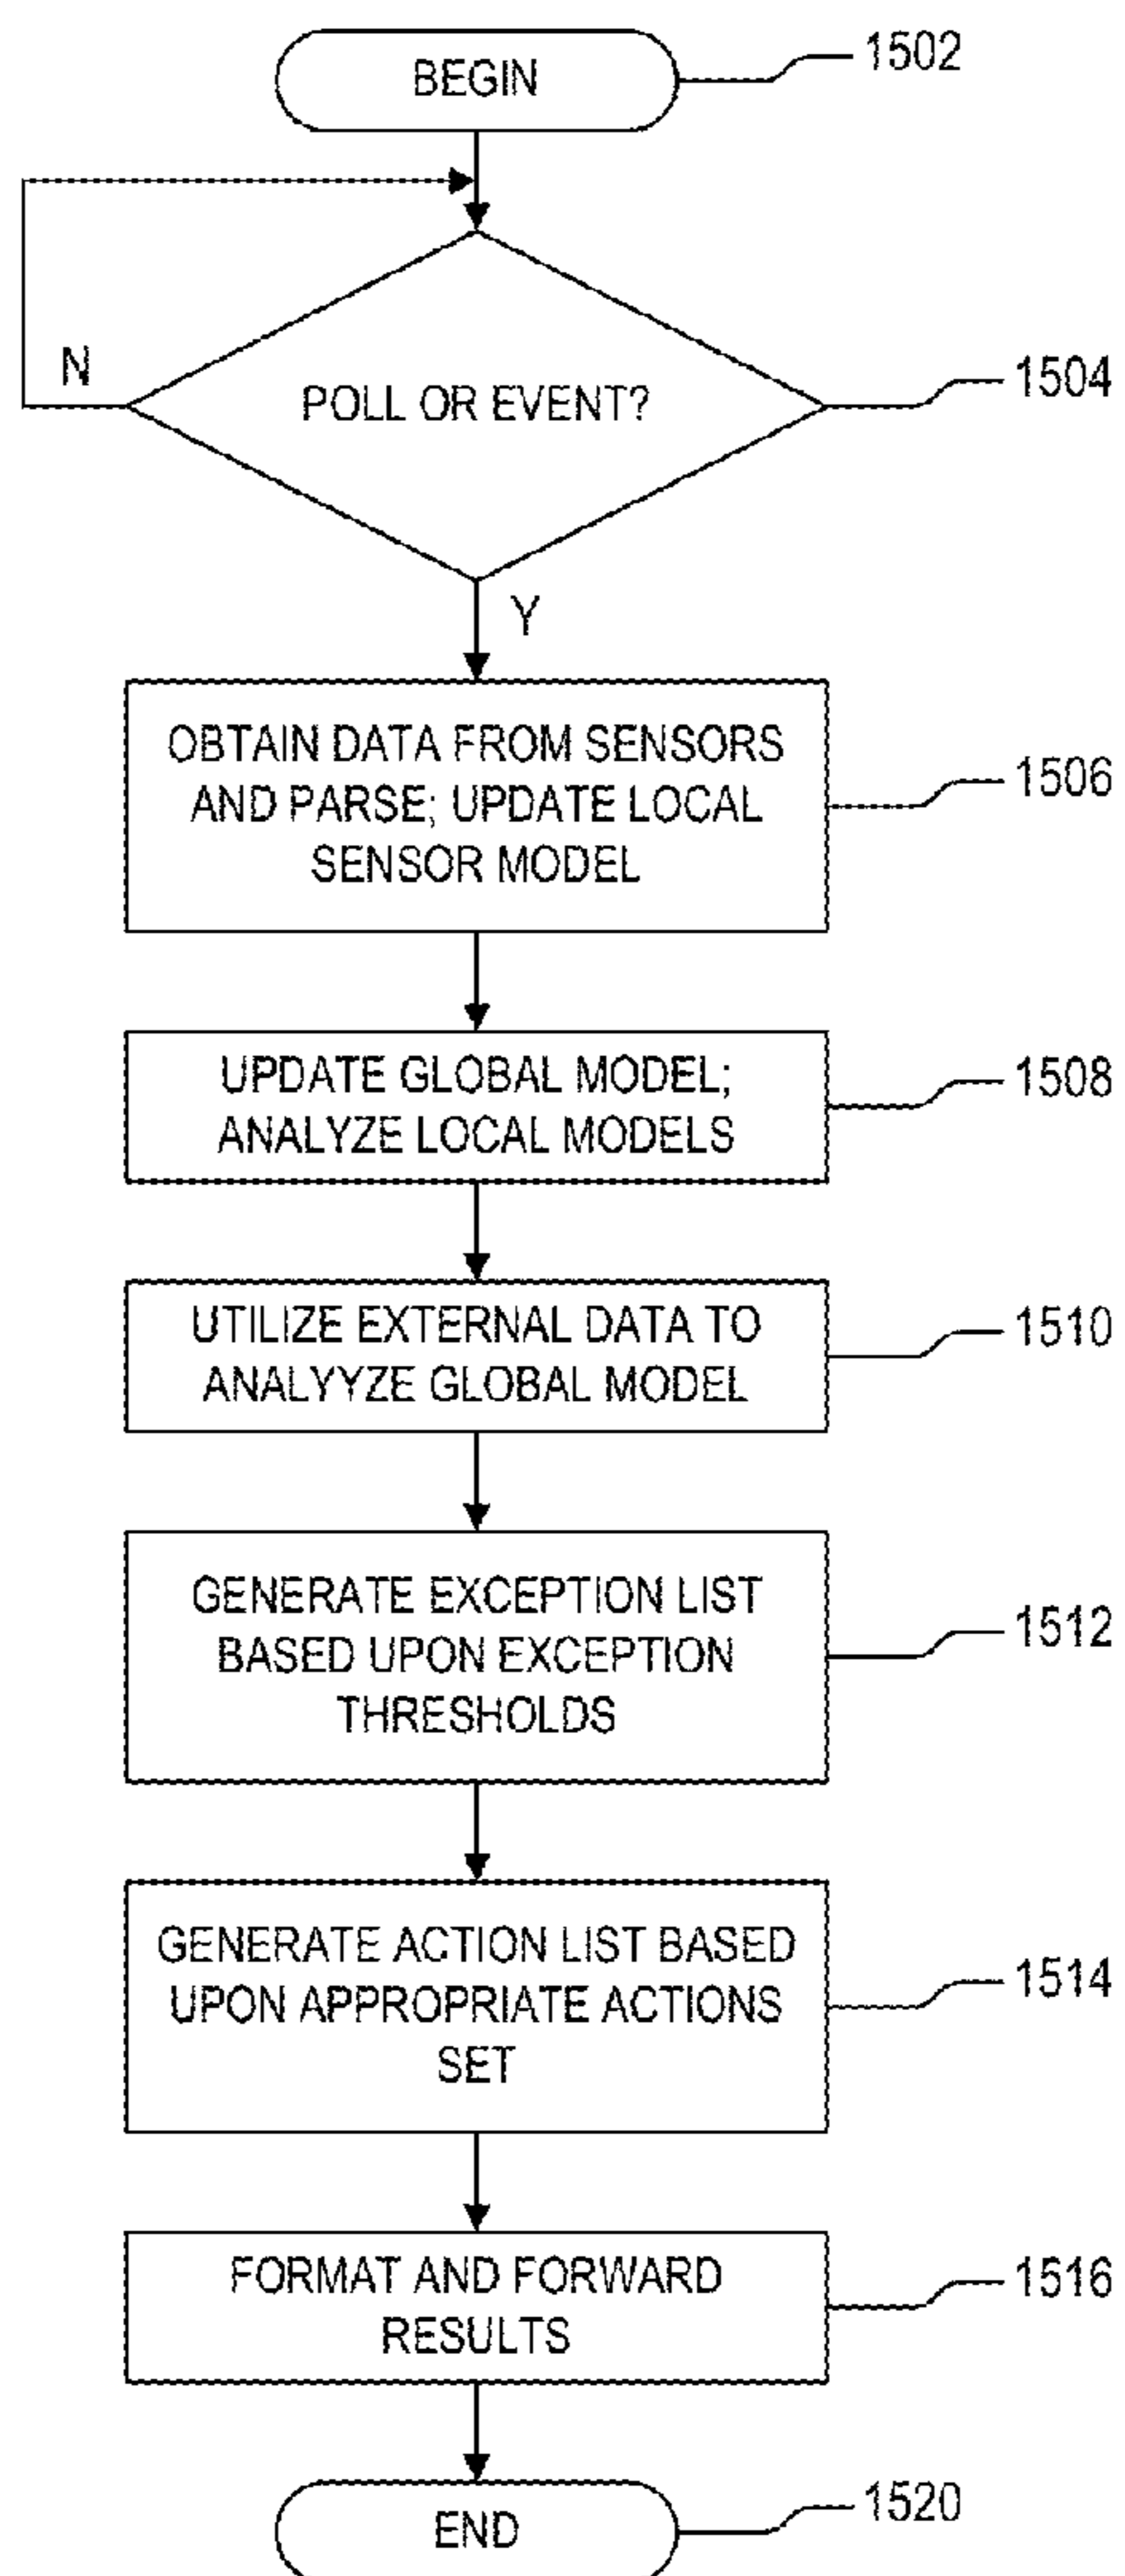 BEGIN
1502
N
POLL OR EVENT?
1504
Y
OBTAIN DATA FROM SENSORS
AND PARSE; UPDATE LOCAL
SENSOR MODEL
1506
UPDATE GLOBAL MODEL;
ANALYZE LOCAL MODELS
1508
UTILIZE EXTERNAL DATA TO
ANALYYZE GLOBAL MODEL
1510
GENERATE EXCEPTION LIST
BASED UPON EXCEPTION
THRESHOLDS
1512
GENERATE ACTION LIST BASED
UPON APPROPRIATE ACTIONS
SET
1514
FORMAT AND FORWARD
RESULTS
1516
END
1520